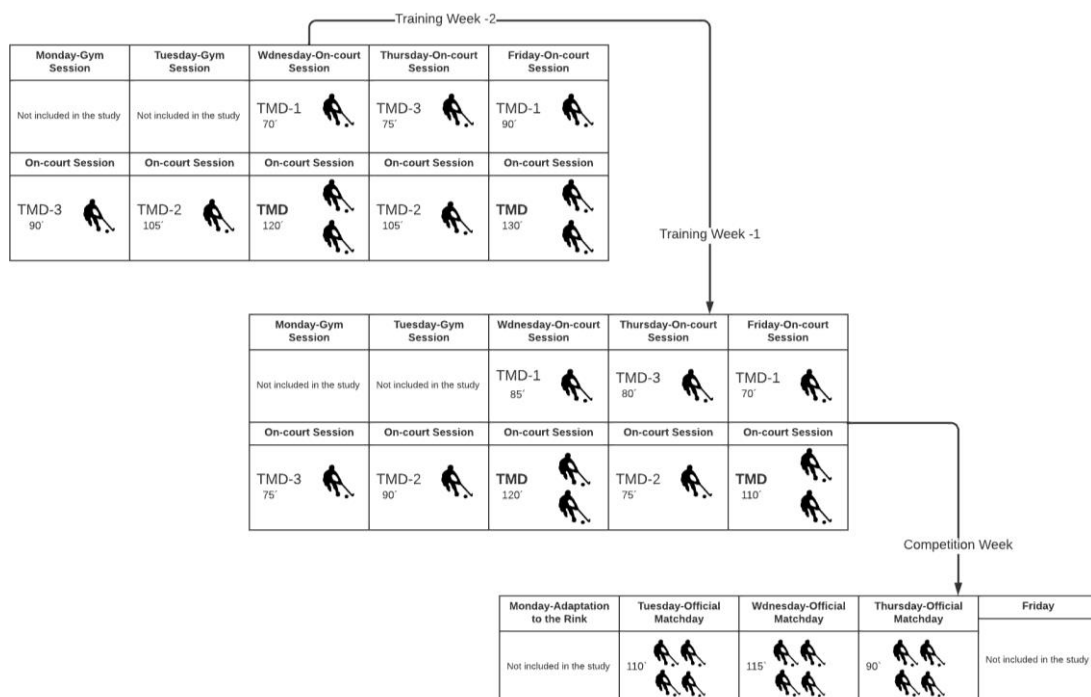 Training Week -2
Monday-Gym Session
Tuesday-Gym Session
Wdnesday-On-court Session
Thursday-On-court Session
Friday-On-court Session
Not included in the study
Not included in the study
TMD-1
70´
TMD-3
75´
TMD-1
90´
On-court Session
On-court Session
On-court Session
On-court Session
On-court Session
TMD-3
90´
TMD-2
105´
TMD
120´
TMD-2
105´
TMD
130´
Training Week -1
Monday-Gym Session
Tuesday-Gym Session
Wdnesday-On-court Session
Thursday-On-court Session
Friday-On-court Session
Not included in the study
Not included in the study
TMD-1
85´
TMD-3
80´
TMD-1
70´
On-court Session
On-court Session
On-court Session
On-court Session
On-court Session
TMD-3
75´
TMD-2
90´
TMD
120´
TMD-2
75´
TMD
110´
Competition Week
Monday-Adaptation to the Rink
Tuesday-Official Matchday
Wdnesday-Official Matchday
Thursday-Official Matchday
Friday
Not included in the study
110´
115´
90´
Not included in the study